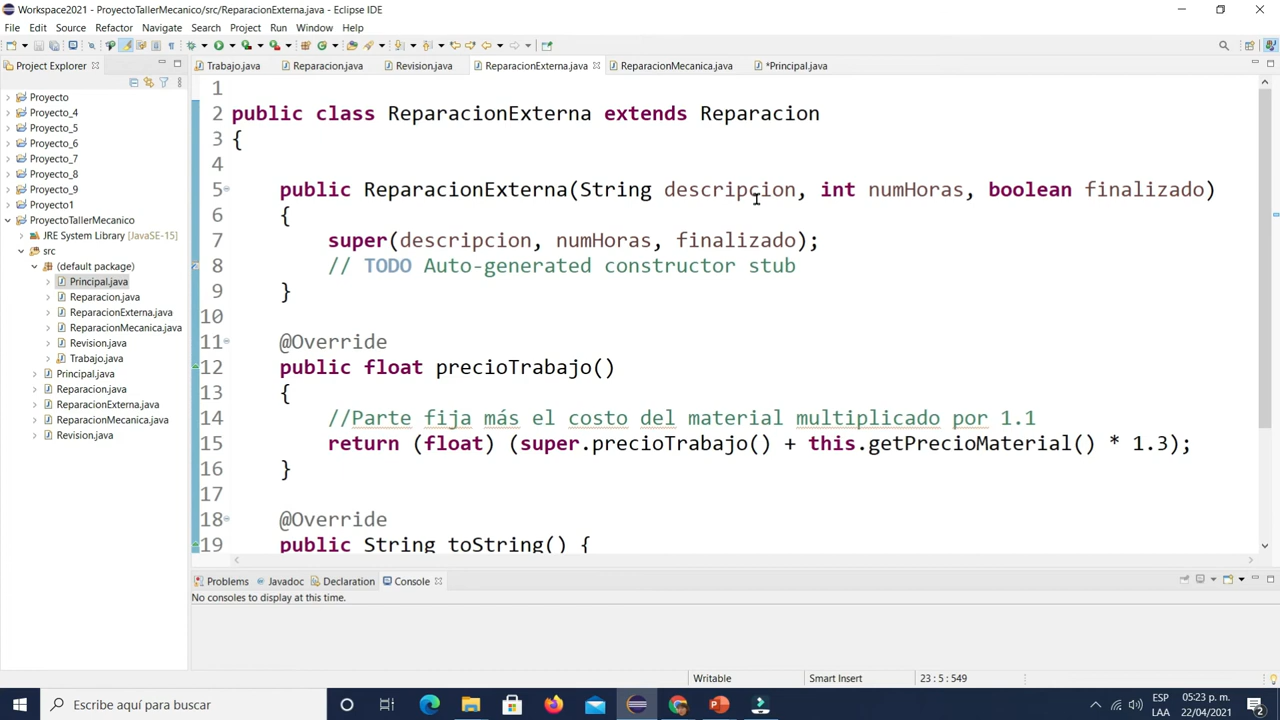 Workspace2021 - ProyectoTallerMecanico/src/ReparacionExterna.java - Eclipse IDE
File Edit Source Refactor Navigate Search Project Run Window Help
Project Explorer
Trabajo.java Reparacion.java Revision.java ReparacionExterna.java ReparacionMecanica.java *Principal.java
Proyecto
Proyecto_4
Proyecto_5
Proyecto_6
Proyecto_7
Proyecto_8
Proyecto_9
Proyecto1
ProyectoTallerMecanico
JRE System Library [JavaSE-15]
src
(default package)
Principal.java
Reparacion.java
ReparacionExterna.java
ReparacionMecanica.java
Revision.java
Trabajo.java
Principal.java
Reparacion.java
ReparacionExterna.java
ReparacionMecanica.java
Revision.java
1
2 public class ReparacionExterna extends Reparacion
3 {
4
5 public ReparacionExterna(String descripcion, int numHoras, boolean finalizado)
6 {
7 super(descripcion, numHoras, finalizado);
8 // TODO Auto-generated constructor stub
9 }
10
11 @Override
12 public float precioTrabajo()
13 {
14 //Parte fija más el costo del material multiplicado por 1.1
15 return (float) (super.precioTrabajo() + this.getPrecioMaterial() * 1.3);
16 }
17
18 @Override
19 public String toString() {
Problems Javadoc Declaration Console
No consoles to display at this time.
Writable Smart Insert 23 : 5 : 549
Escribe aquí para buscar
ESP
LAA
05:23 p. m.
22/04/2021
2